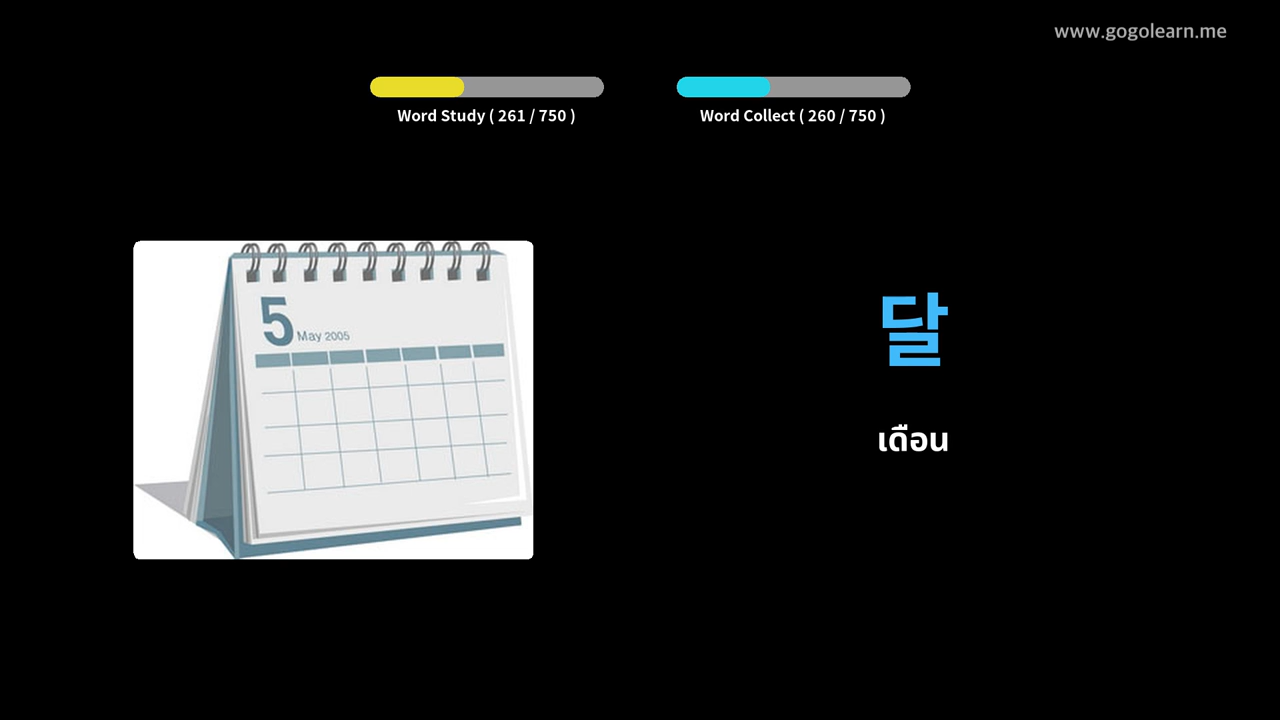 www.gogolearn.me
Word Study ( 261 / 750 )
Word Collect ( 260 / 750 )
5 May 2005
달
เดือน